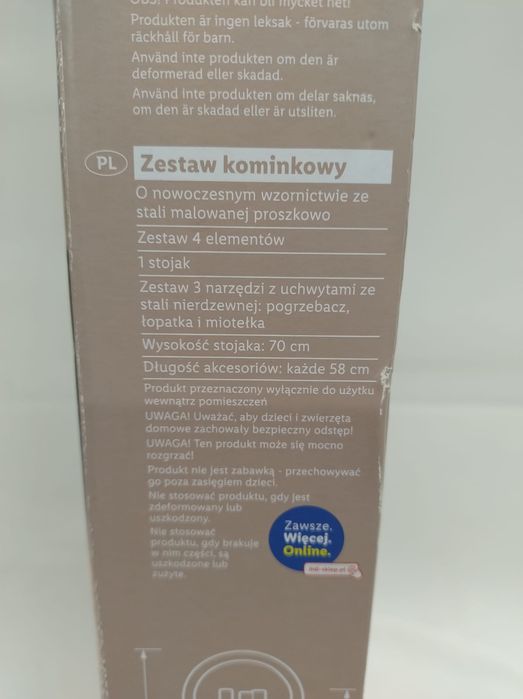 OBS! Produkten kan bli mycket het!
Produkten är ingen leksak - förvaras utom
räckhåll för barn.
Använd inte produkten om den är
deformerad eller skadad.
Använd inte produkten om delar saknas,
om den är skadad eller är utsliten.
PL Zestaw kominkowy
O nowoczesnym wzornictwie ze
stali malowanej proszkowo
Zestaw 4 elementów
1 stojak
Zestaw 3 narzędzi z uchwytami ze
stali nierdzewnej: pogrzebacz,
łopatka i miotełka
Wysokość stojaka: 70 cm
Długość akcesoriów: każde 58 cm
Produkt przeznaczony wyłącznie do użytku
wewnątrz pomieszczeń
UWAGA! Uważać, aby dzieci i zwierzęta
domowe zachowały bezpieczny odstęp!
UWAGA! Ten produkt może się mocno
rozgrzać!
Produkt nie jest zabawką - przechowywać
go poza zasięgiem dzieci.
Nie stosować produktu, gdy jest
zdeformowany lub
uszkodzony.
Nie stosować
produktu, gdy brakuje
w nim części, są
uszkodzone lub
zużyte.
Zawsze.
Więcej.
Online.